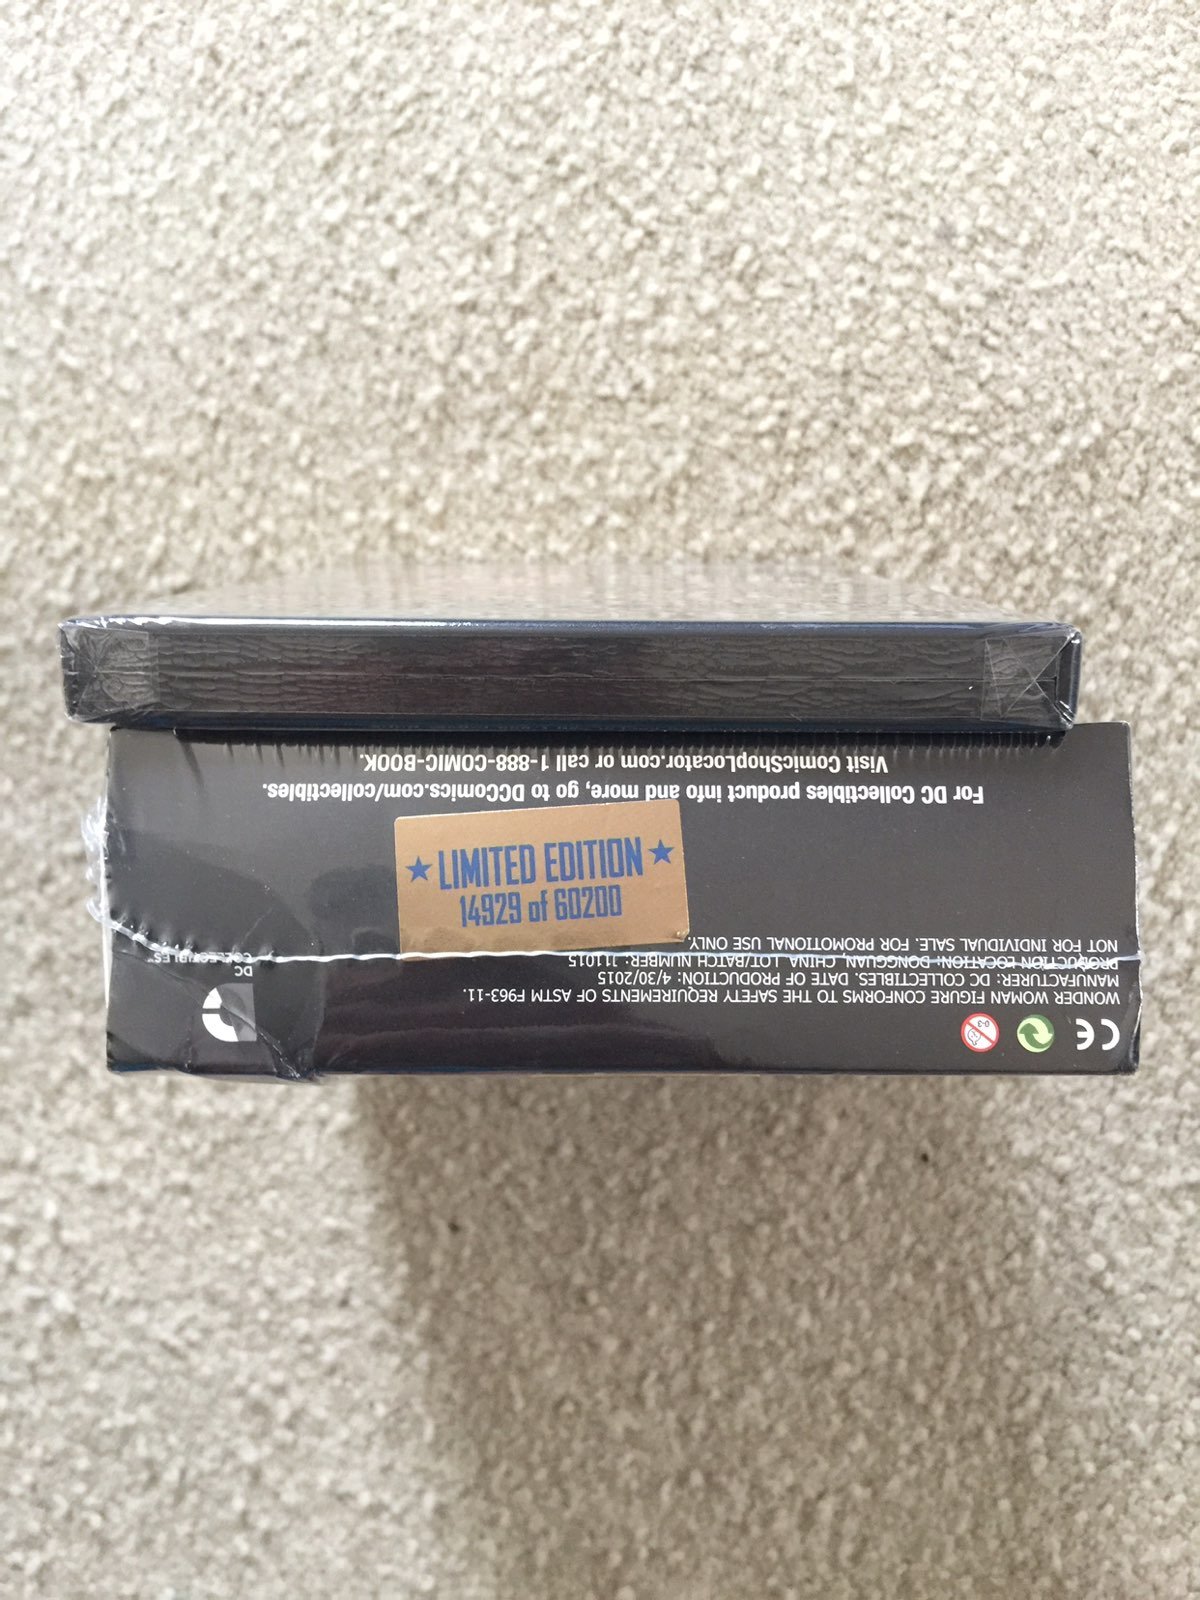 For DC Collectibles product info and more, go to DCComics.com/collectibles.
Visit ComicShopLocator.com or call 1-888-COMIC-BOOK.
★ LIMITED EDITION ★
14929 of 60200
WONDER WOMAN FIGURE CONFORMS TO THE SAFETY REQUIREMENTS OF ASTM F963-11.
MANUFACTURER: DC COLLECTIBLES. DATE OF PRODUCTION: 4/30/2015
PRODUCTION LOCATION: DONGGUAN, CHINA LOT/BATCH NUMBER: 111015
NOT FOR INDIVIDUAL SALE. FOR PROMOTIONAL USE ONLY.
CE
0-3
DC
COLLECTIBLES™